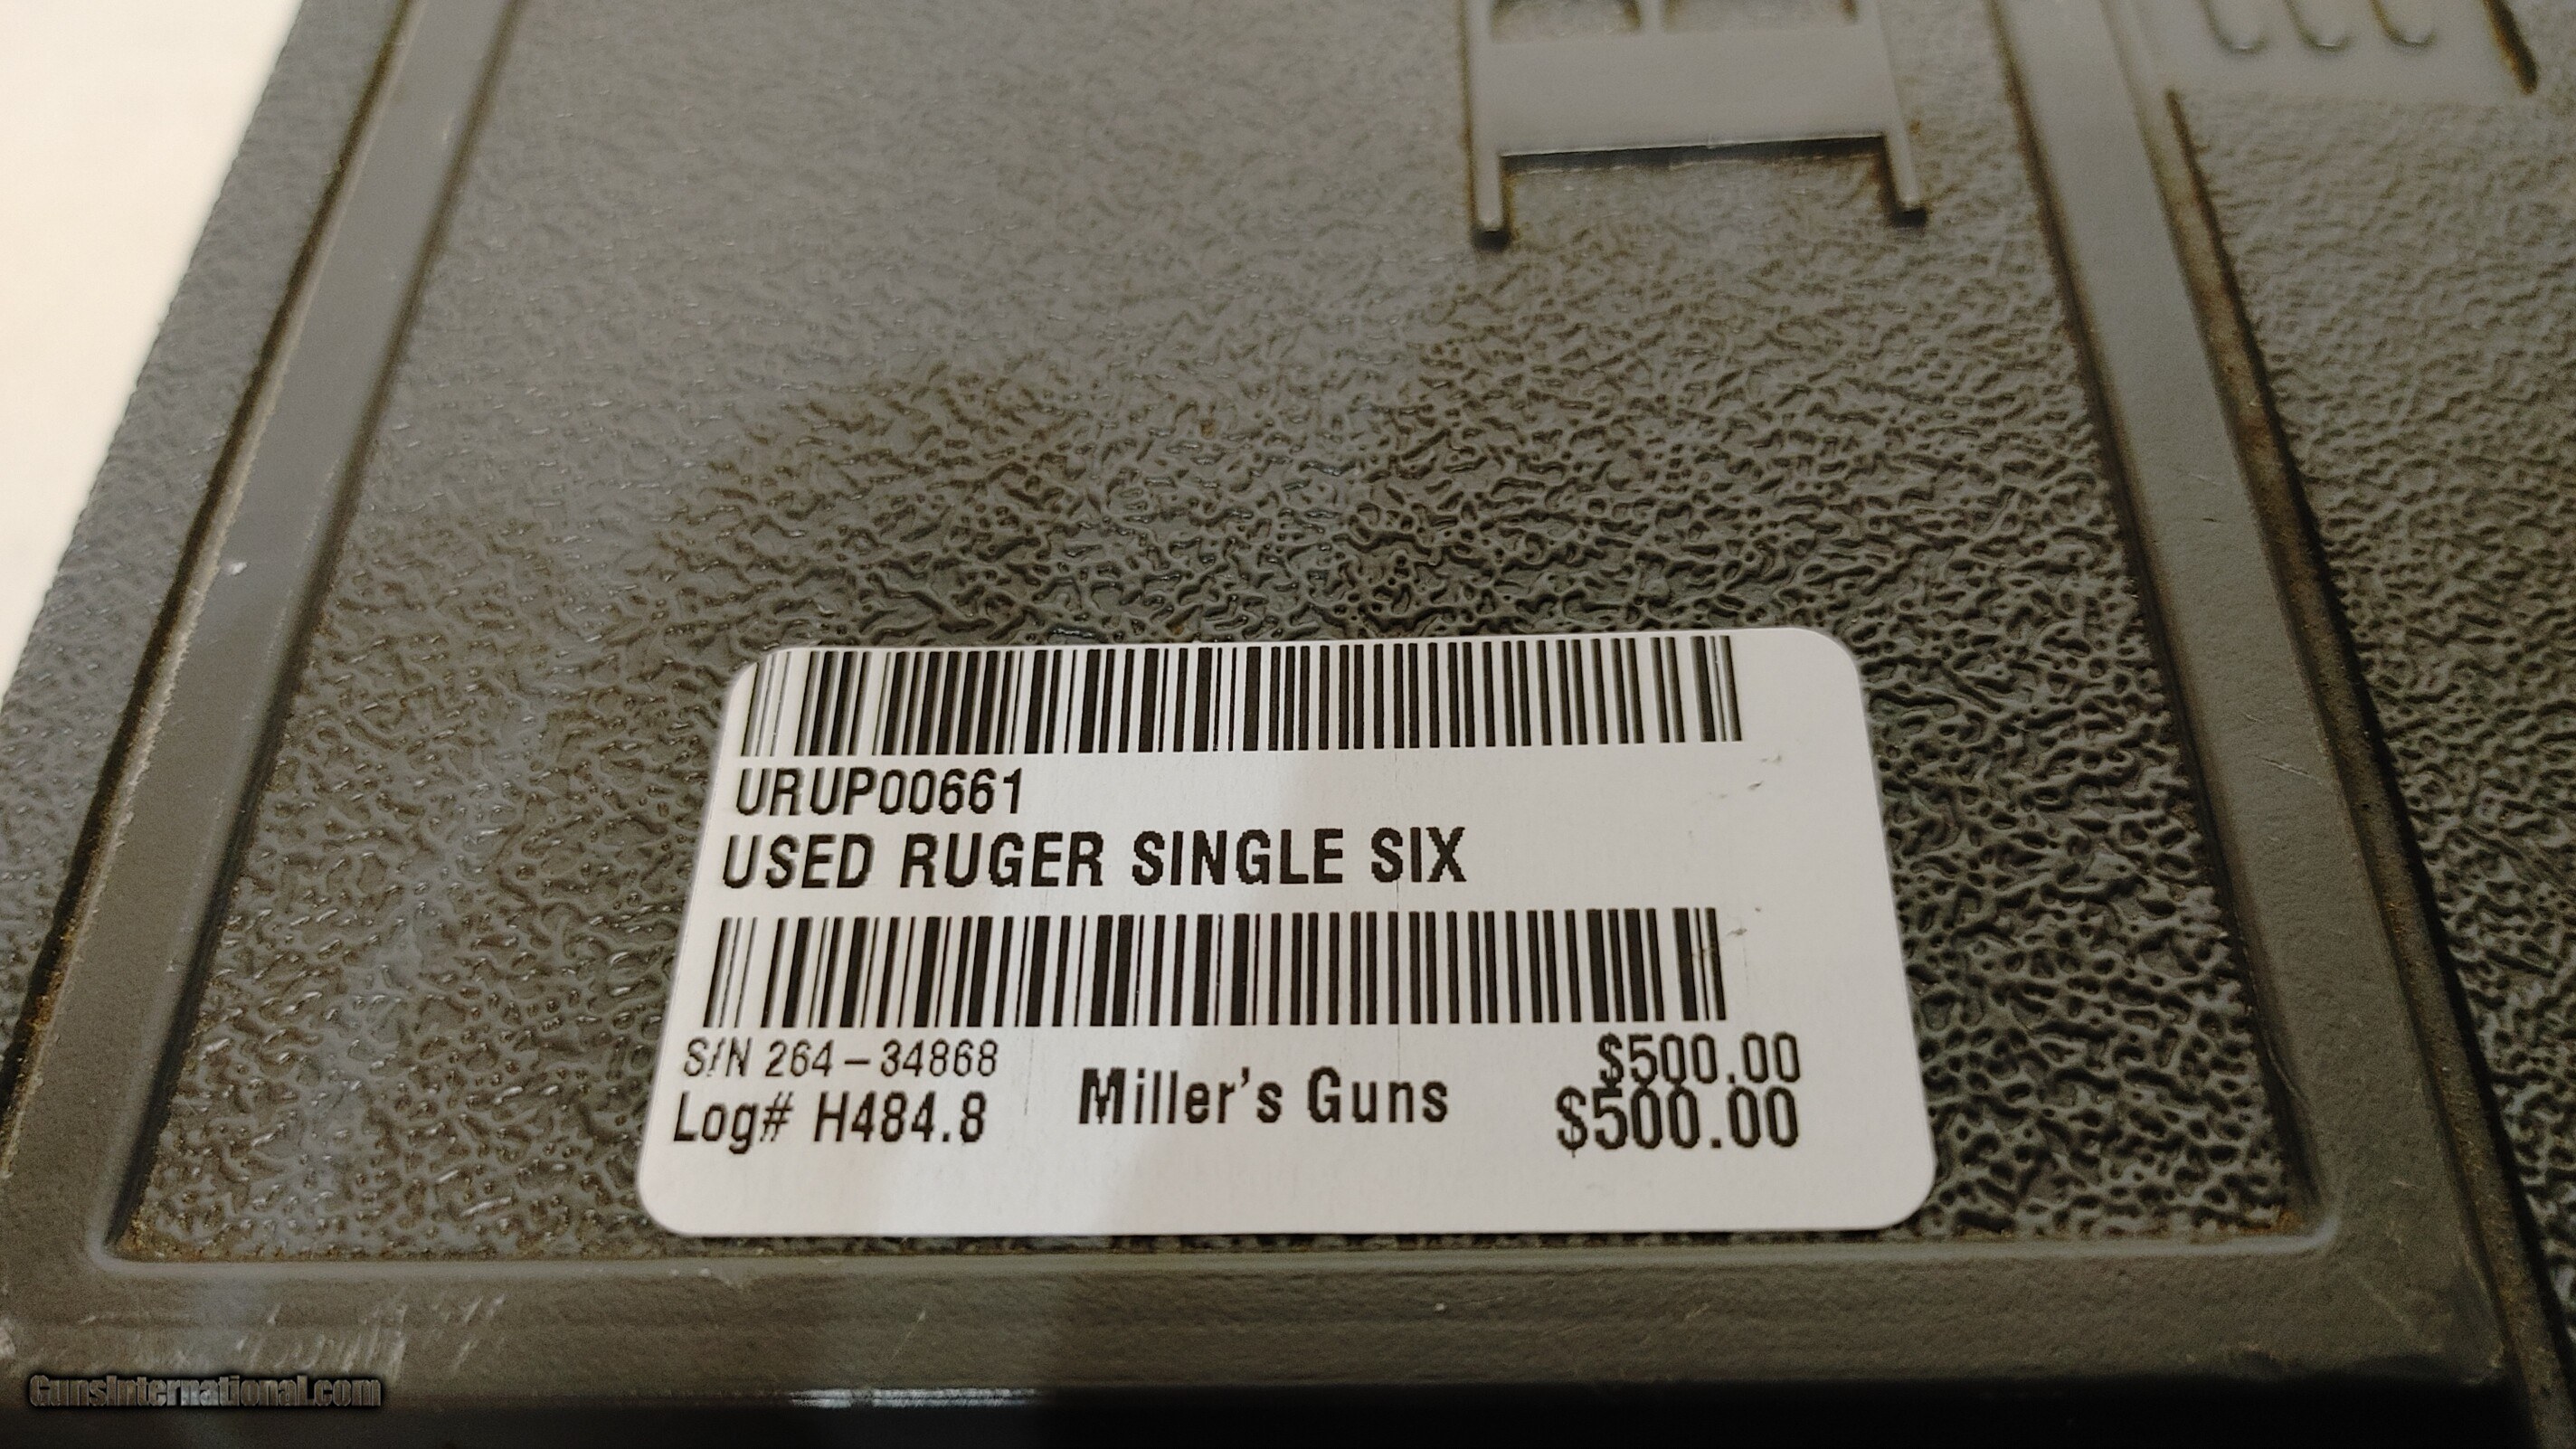 URUP00661
USED RUGER SINGLE SIX
S/N 264-34868
$500.00
Log# H484.8
Miller's Guns
$500.00
GunsInternational.com